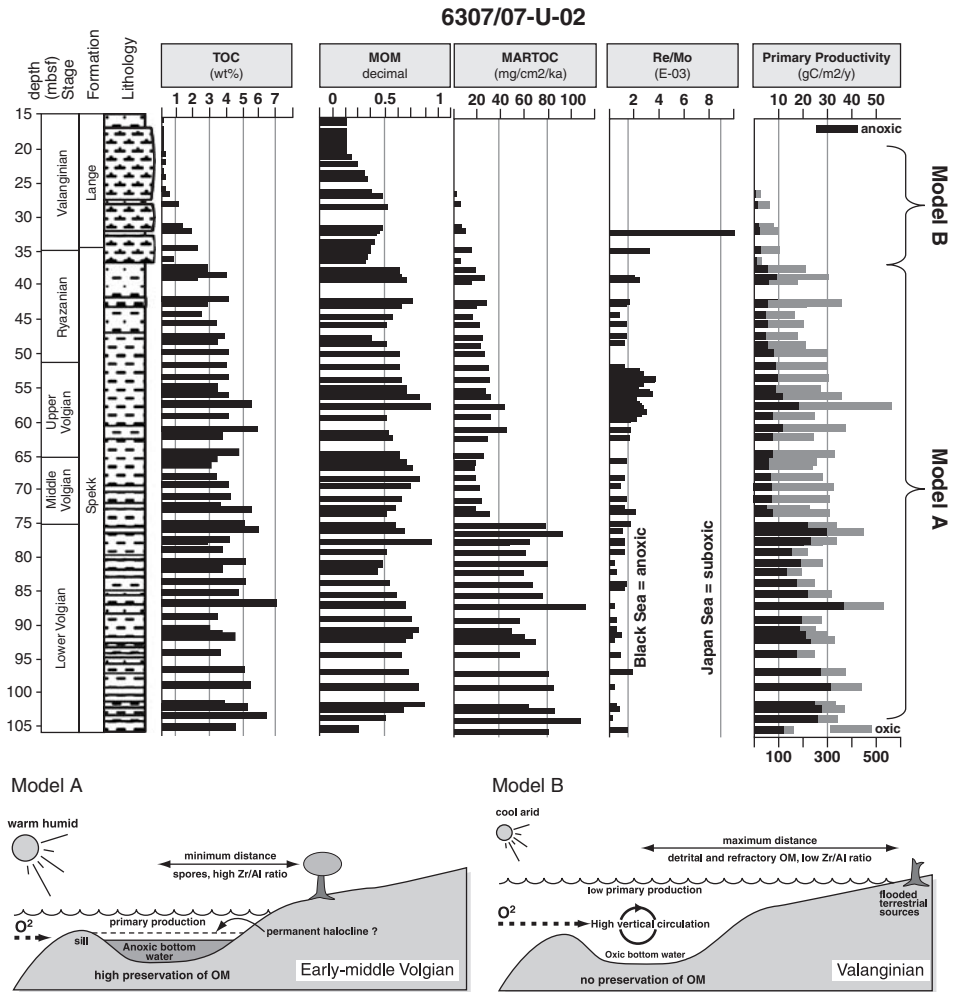 6307/07-U-02
depth (mbsf)
Stage
Formation
Lithology
TOC
(wt%)
MOM
decimal
MARTOC
(mg/cm2/ka)
Re/Mo
(E-03)
Primary Productivity
(gC/m2/y)
1 2 3 4 5 6 7
0 0.5 1
20 40 60 80 100
2 4 6 8
10 20 30 40 50
15
20
25
30
35
40
45
50
55
60
65
70
75
80
85
90
95
100
105
Valanginian
Ryazanian
Upper Volgian
Middle Volgian
Lower Volgian
Lange
Spekk
Black Sea = anoxic
Japan Sea = suboxic
anoxic
oxic
100 300 500
Model B
Model A
Model A
warm humid
minimum distance
spores, high Zr/Al ratio
primary production
permanent halocline ?
O2
sill
Anoxic bottom
water
high preservation of OM
Early-middle Volgian
Model B
cool arid
maximum distance
detrital and refractory OM, low Zr/Al ratio
low primary production
flooded
terrestrial
sources
O2
High vertical circulation
Oxic bottom water
no preservation of OM
Valanginian